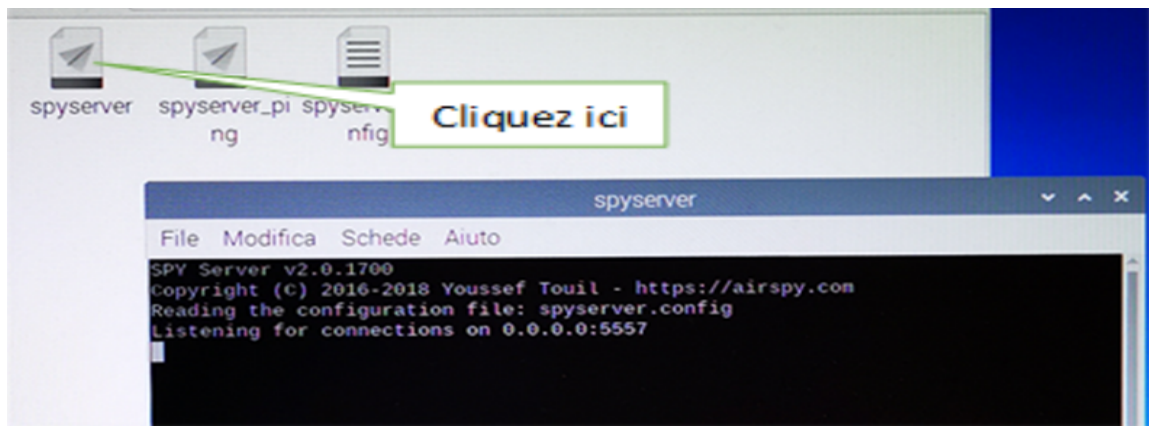 spyserver
spyserver_pi
ng
nfig
Cliquez ici
spyserver
File Modifica Schede Aiuto
SPY Server v2.0.1700
Copyright (C) 2016-2018 Youssef Touil - https://airspy.com
Reading the configuration file: spyserver.config
Listening for connections on 0.0.0.0:5557